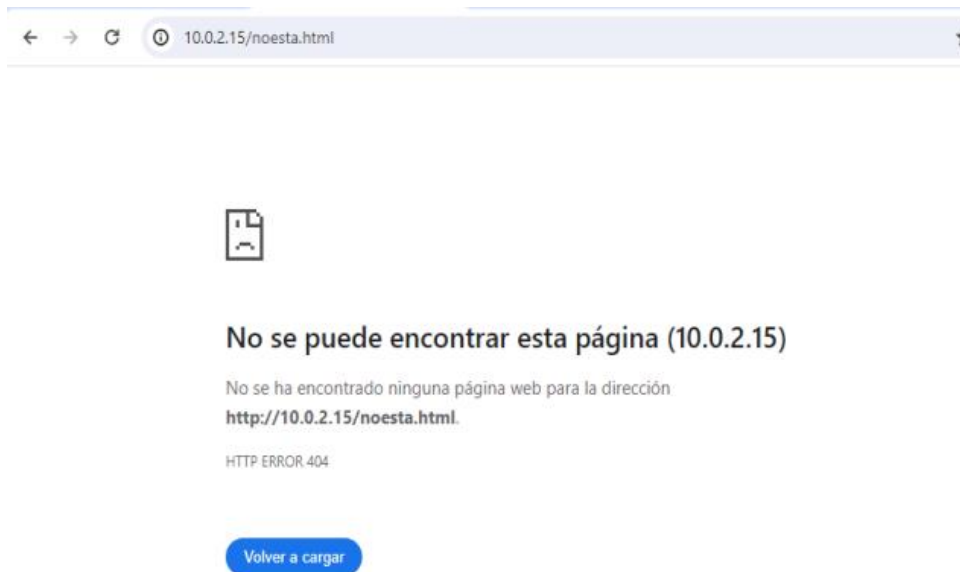 10.0.2.15/noesta.html
No se puede encontrar esta página (10.0.2.15)
No se ha encontrado ninguna página web para la dirección
http://10.0.2.15/noesta.html.
HTTP ERROR 404
Volver a cargar